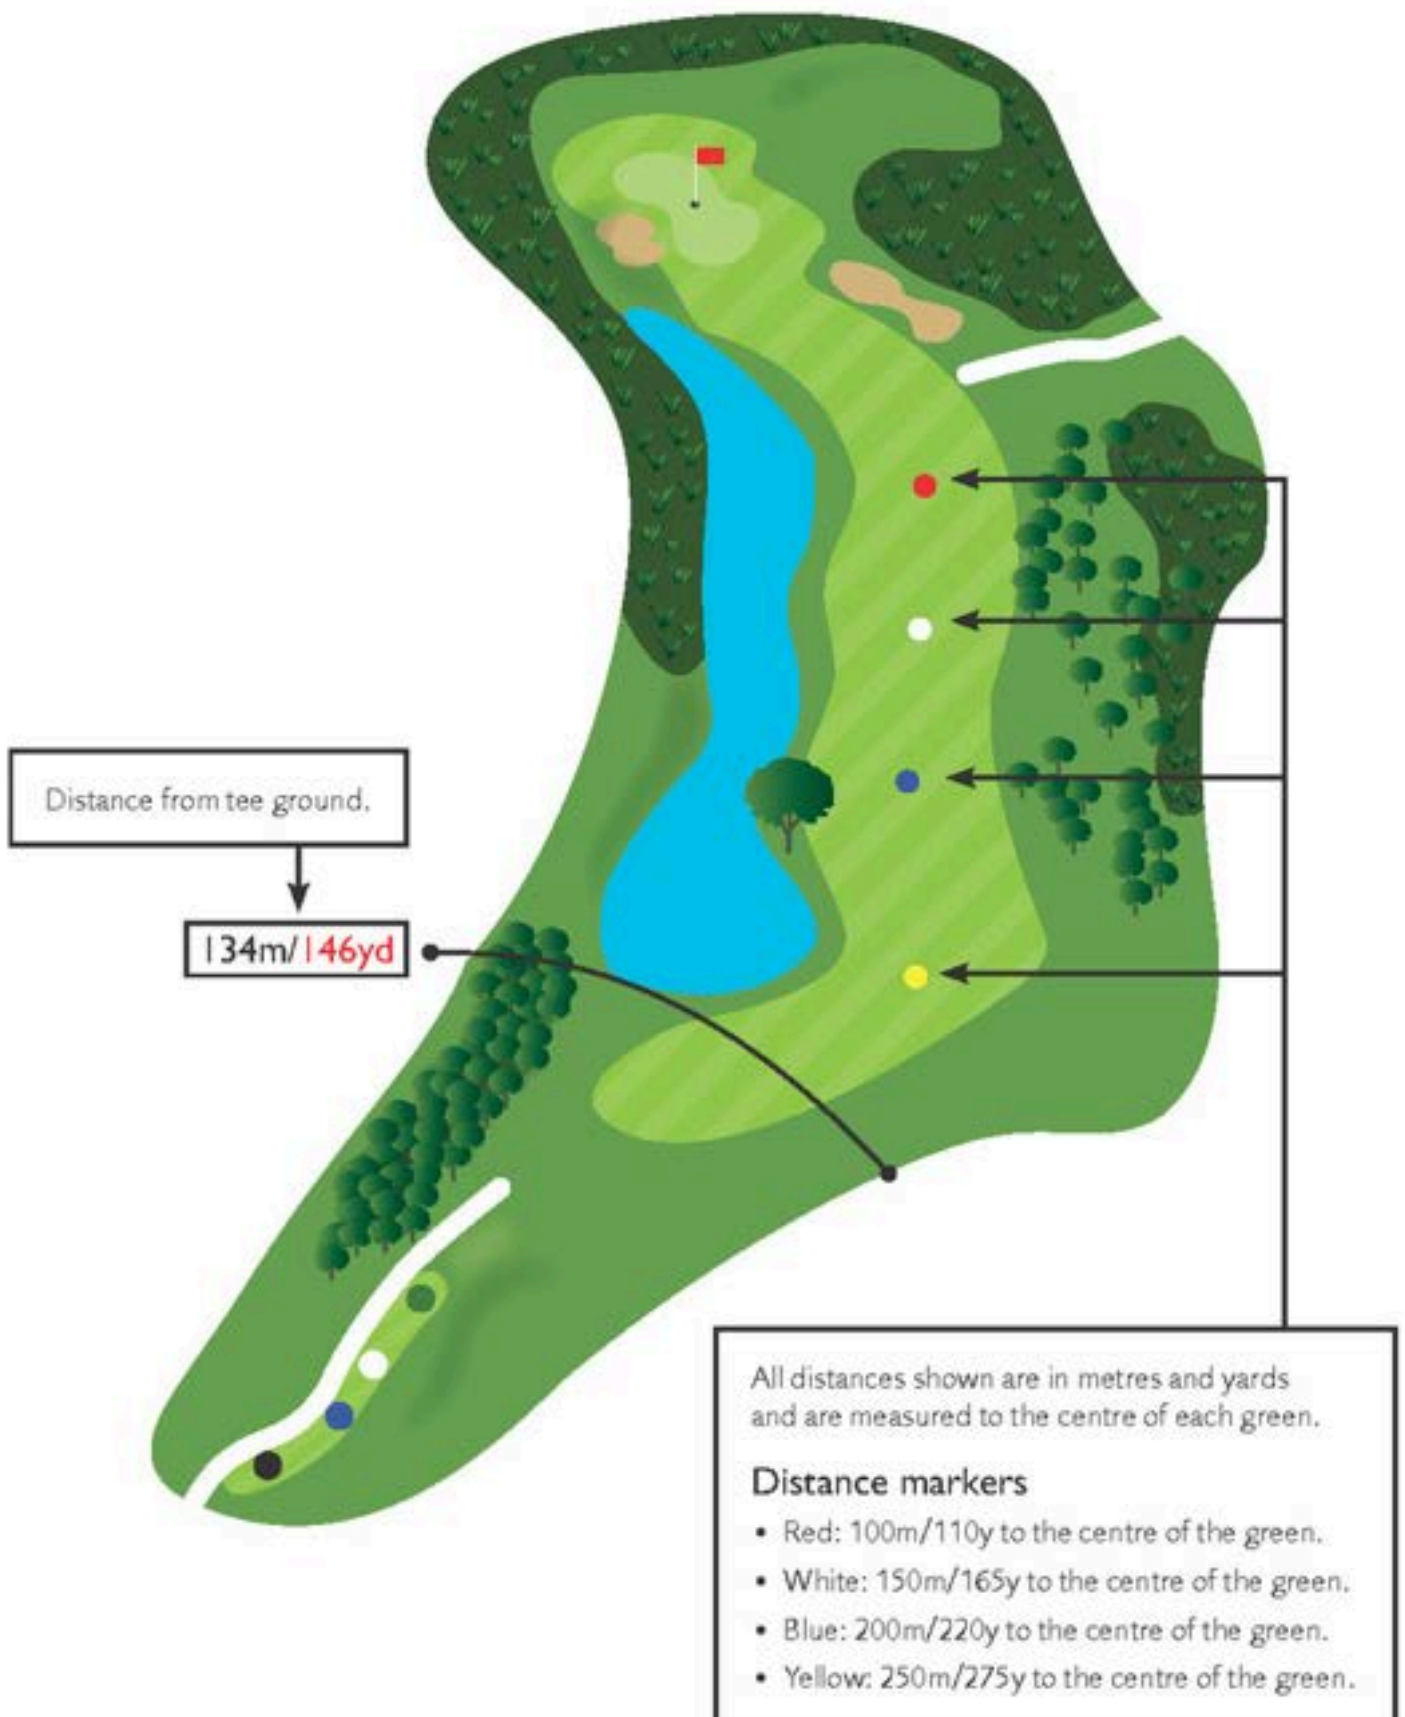 Distance from tee ground.
134m/146yd
All distances shown are in metres and yards
and are measured to the centre of each green.
Distance markers
• Red: 100m/110y to the centre of the green.
• White: 150m/165y to the centre of the green.
• Blue: 200m/220y to the centre of the green.
• Yellow: 250m/275y to the centre of the green.